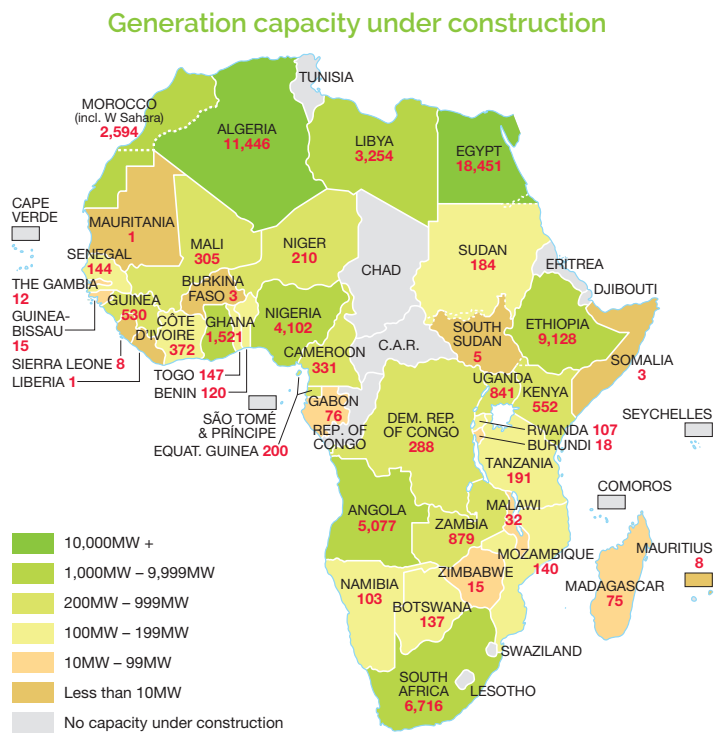 Generation capacity under construction
TUNISIA
MOROCCO
(incl. W Sahara)
2,594
ALGERIA
11,446
LIBYA
3,254
EGYPT
18,451
CAPE
VERDE
MAURITANIA
1
MALI
305
NIGER
210
CHAD
SUDAN
184
ERITREA
DJIBOUTI
SENEGAL
144
THE GAMBIA
12
GUINEA-
BISSAU
15
GUINEA
530
BURKINA
FASO 3
CÔTE
D'IVOIRE
372
GHANA
1,521
NIGERIA
4,102
SOUTH
SUDAN
5
ETHIOPIA
9,128
SOMALIA
3
SIERRA LEONE 8
LIBERIA 1
TOGO 147
BENIN 120
CAMEROON
331
C.A.R.
UGANDA
841
KENYA
552
SÃO TOMÉ
& PRÍNCIPE
EQUAT. GUINEA 200
GABON
76
REP. OF
CONGO
DEM. REP.
OF CONGO
288
RWANDA 107
BURUNDI 18
SEYCHELLES
TANZANIA
191
COMOROS
ANGOLA
5,077
ZAMBIA
879
MALAWI
32
MOZAMBIQUE
140
MAURITIUS
8
MADAGASCAR
75
ZIMBABWE
15
NAMIBIA
103
BOTSWANA
137
SWAZILAND
LESOTHO
SOUTH
AFRICA
6,716
10,000MW +
1,000MW – 9,999MW
200MW – 999MW
100MW – 199MW
10MW – 99MW
Less than 10MW
No capacity under construction